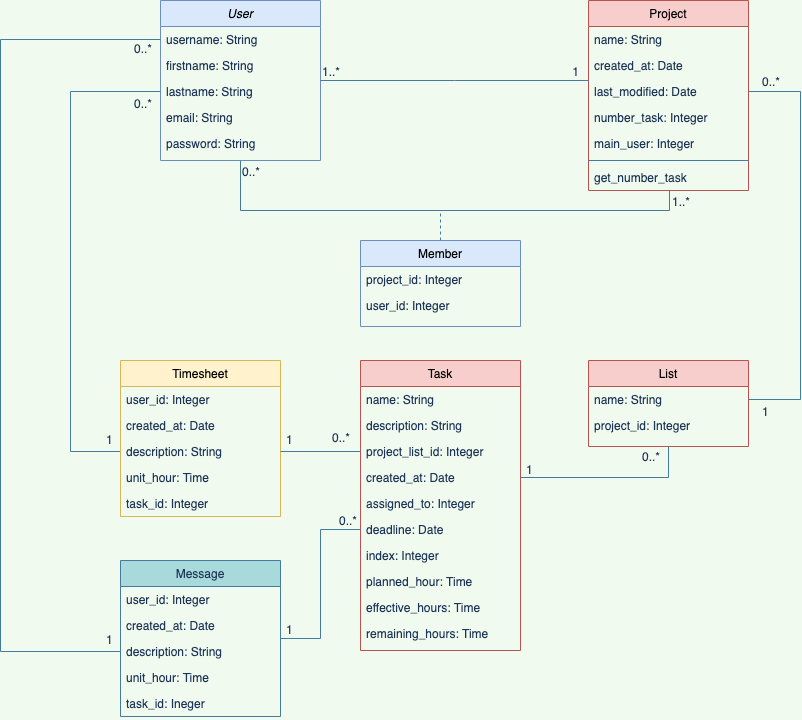 User
username: String
firstname: String
lastname: String
email: String
password: String
Project
name: String
created_at: Date
last_modified: Date
number_task: Integer
main_user: Integer
get_number_task
0..*
0..*
0..*
1..*
1
0..*
1..*
Member
project_id: Integer
user_id: Integer
Timesheet
user_id: Integer
created_at: Date
description: String
unit_hour: Time
task_id: Integer
1
1
0..*
Task
name: String
description: String
project_list_id: Integer
created_at: Date
assigned_to: Integer
deadline: Date
index: Integer
planned_hour: Time
effective_hours: Time
remaining_hours: Time
List
name: String
project_id: Integer
1
0..*
1
0..*
Message
user_id: Integer
created_at: Date
description: String
unit_hour: Time
task_id: Ineger
1
1